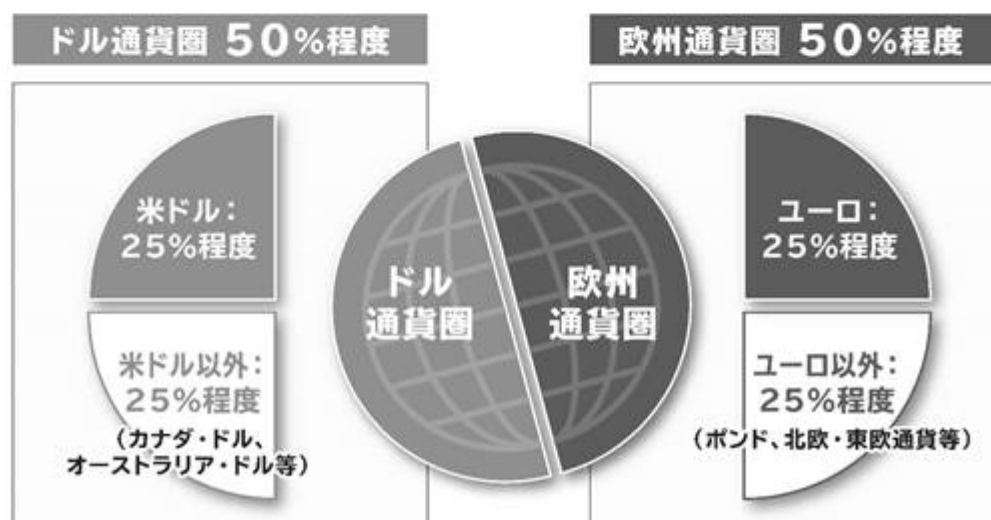 ドル通貨圏 50%程度
欧州通貨圏 50%程度
米ドル：
25%程度
米ドル以外：
25%程度
（カナダ・ドル、
オーストラリア・ドル等）
ドル
通貨圏
欧州
通貨圏
ユーロ：
25%程度
ユーロ以外：
25%程度
（ポンド、北欧・東欧通貨等）